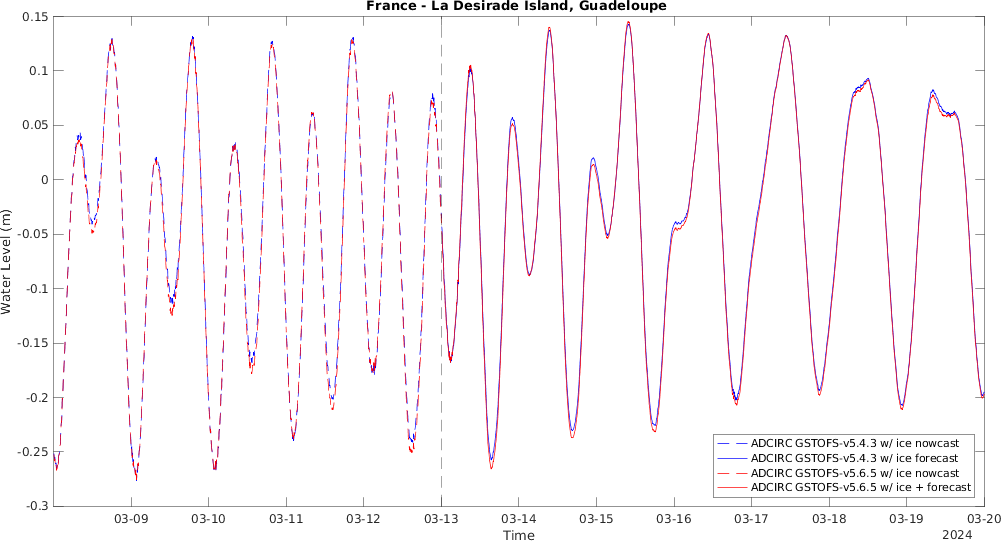 France - La Desirade Island, Guadeloupe
0.15
0.1
0.05
0
-0.05
-0.1
-0.15
-0.2
-0.25
-0.3
Water Level (m)
ADCIRC GSTOFS-v5.4.3 w/ ice nowcast
ADCIRC GSTOFS-v5.4.3 w/ ice forecast
ADCIRC GSTOFS-v5.6.5 w/ ice nowcast
ADCIRC GSTOFS-v5.6.5 w/ ice + forecast
03-09 03-10 03-11 03-12 03-13 03-14 03-15 03-16 03-17 03-18 03-19 03-20
Time
2024